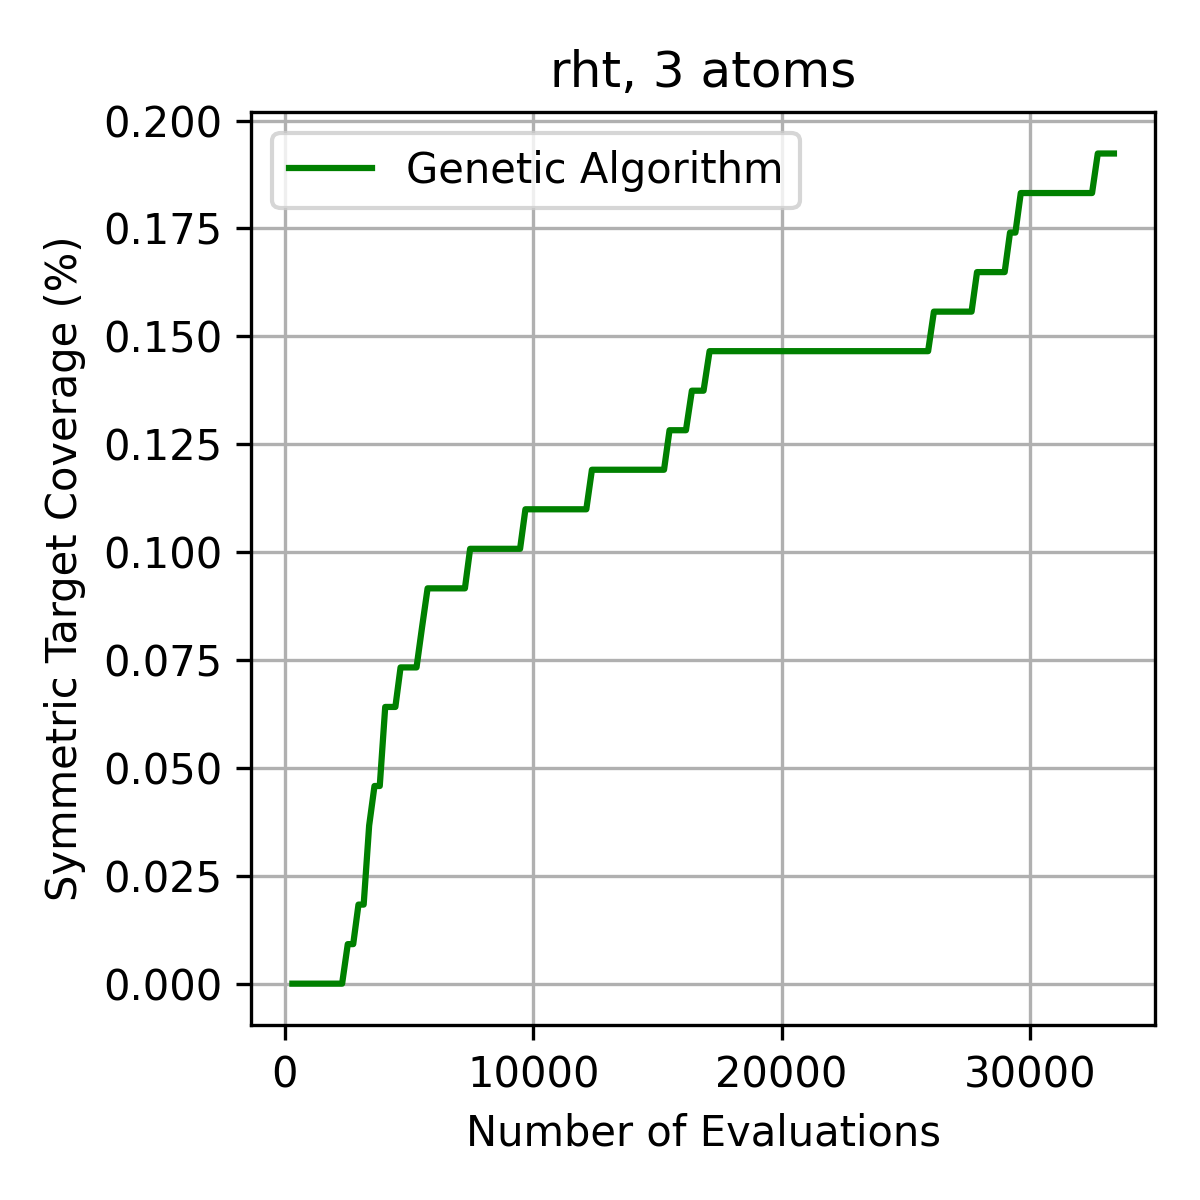 rht, 3 atoms
Genetic Algorithm
Symmetric Target Coverage (%)
0.200
0.175
0.150
0.125
0.100
0.075
0.050
0.025
0.000
0 10000 20000 30000
Number of Evaluations